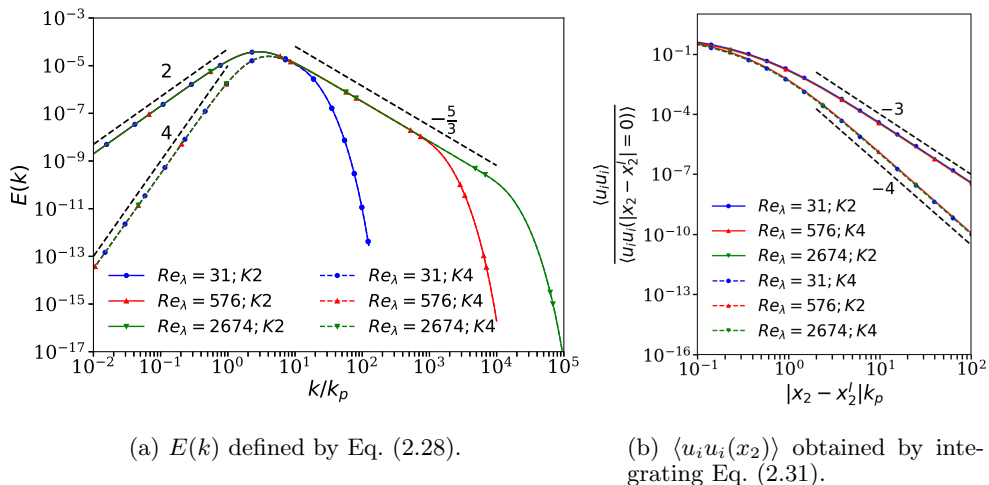 10^{-3}
10^{-5}
10^{-7}
10^{-9}
10^{-11}
10^{-13}
10^{-15}
10^{-17}
E(k)
2
4
-\frac{5}{3}
Re_λ = 31; K2
Re_λ = 576; K2
Re_λ = 2674; K2
Re_λ = 31; K4
Re_λ = 576; K4
Re_λ = 2674; K4
10^{-2} 10^{-1} 10^{0} 10^{1} 10^{2} 10^{3} 10^{4} 10^{5}
k/k_p
(a) E(k) defined by Eq. (2.28).
10^{-1}
10^{-4}
10^{-7}
10^{-10}
10^{-13}
10^{-16}
⟨u_i u_i⟩
⟨u_i u_i(|x_2 − x_2^I| = 0)⟩
−3
−4
Re_λ = 31; K2
Re_λ = 576; K4
Re_λ = 2674; K2
Re_λ = 31; K4
Re_λ = 576; K2
Re_λ = 2674; K4
10^{-1} 10^{0} 10^{1} 10^{2}
|x_2 − x_2^I|k_p
(b) ⟨u_i u_i(x_2)⟩ obtained by inte-
grating Eq. (2.31).